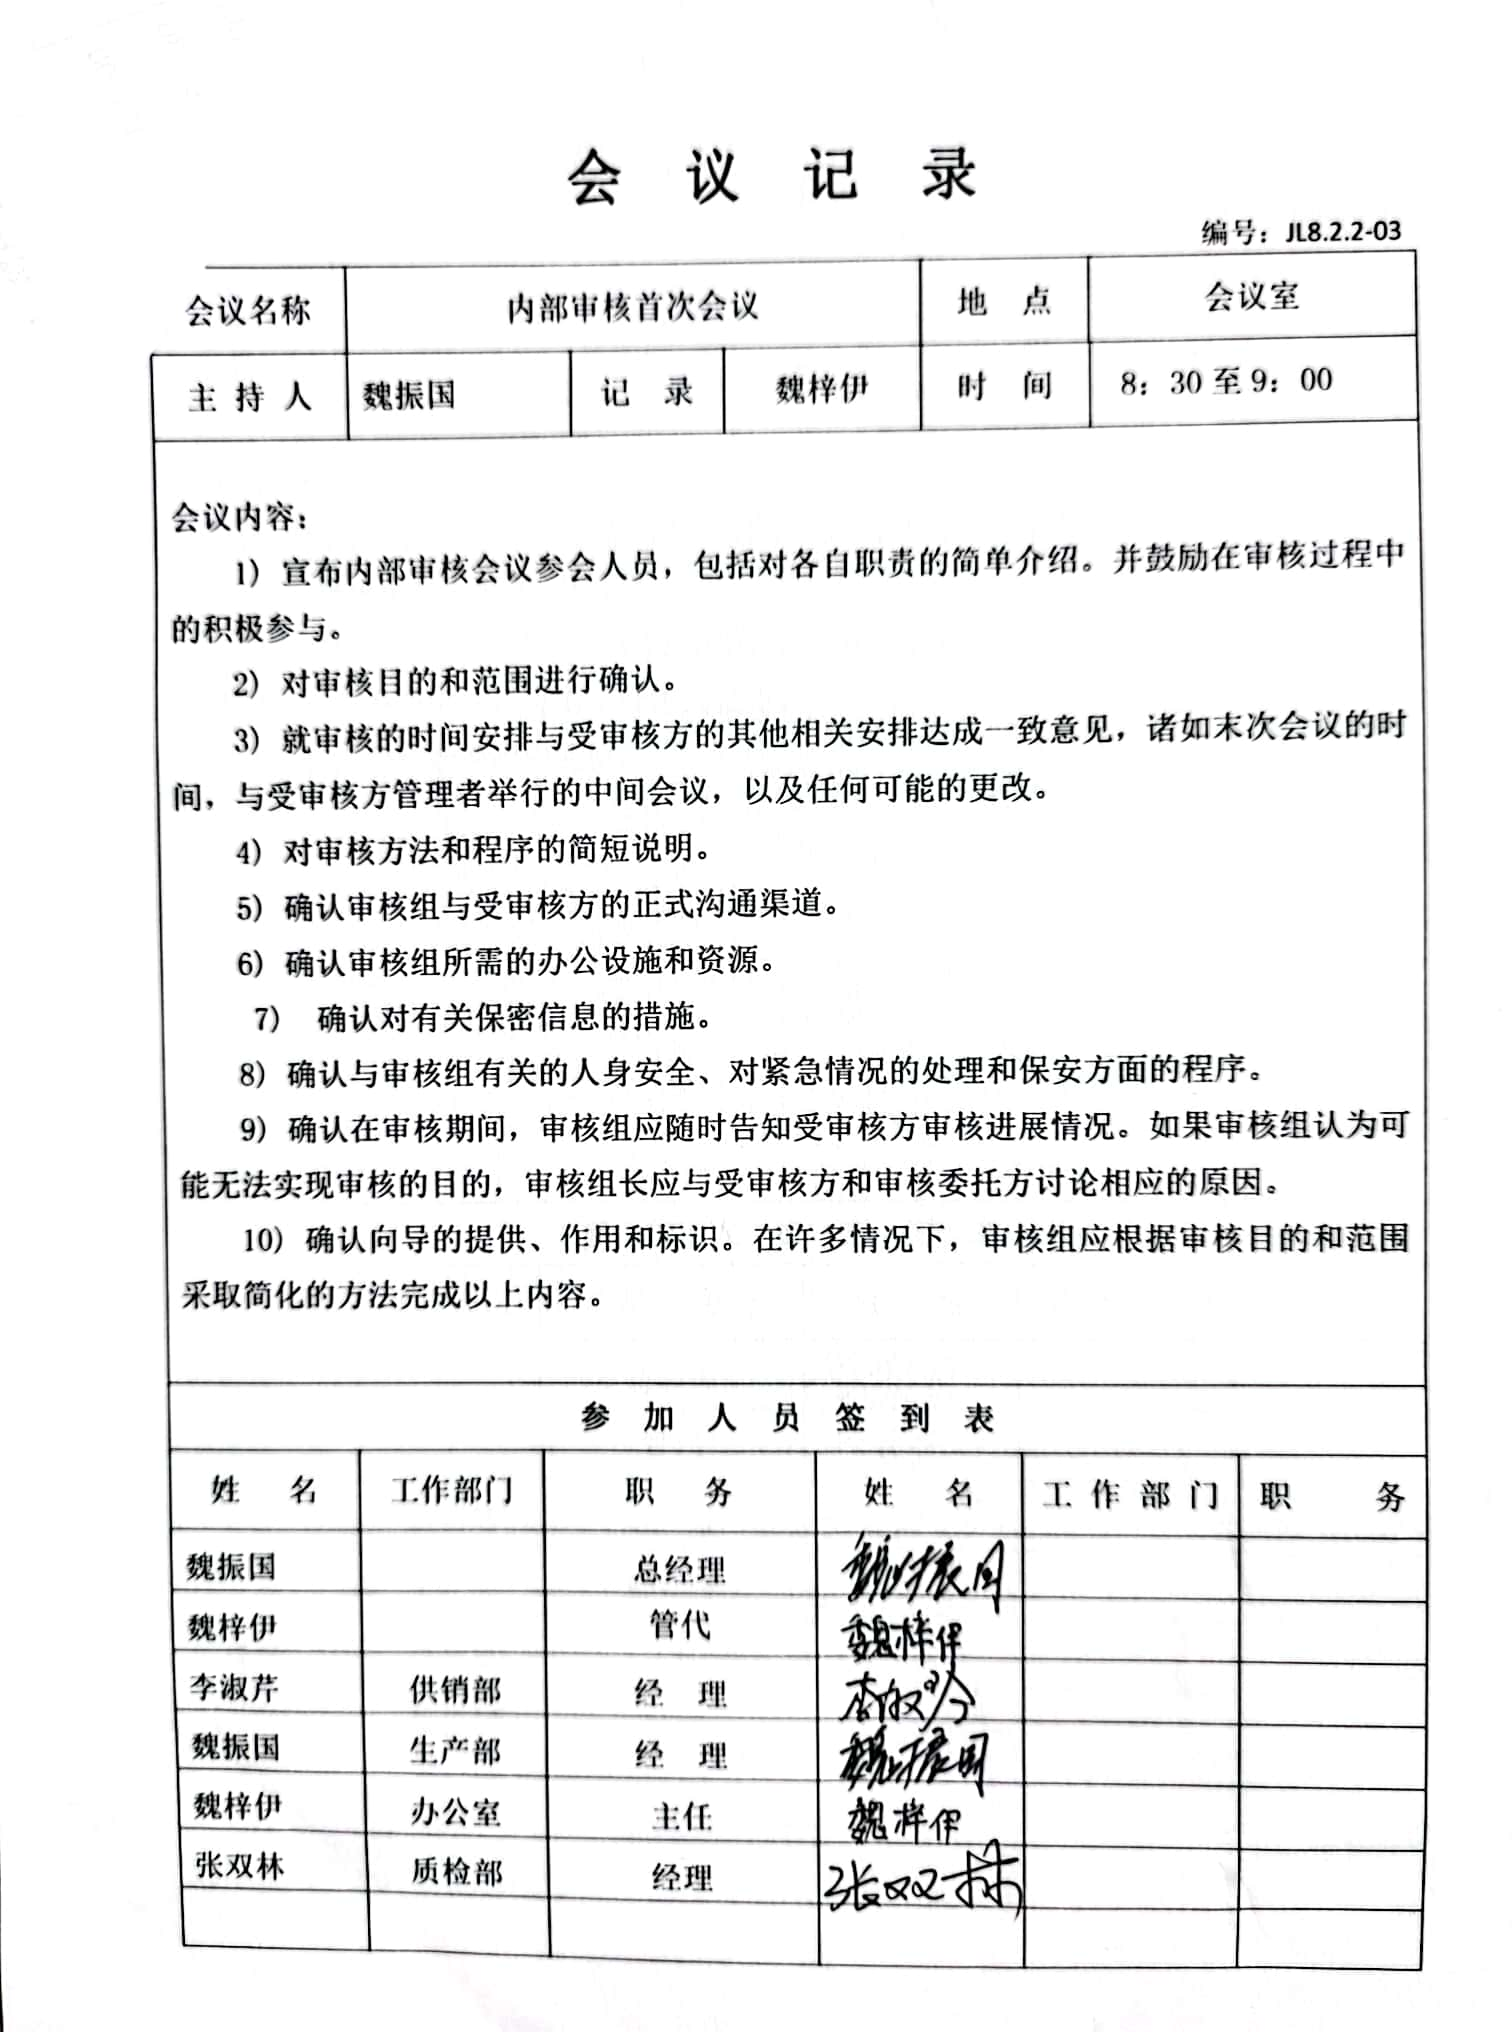 会 议 记 录
编号：JL8.2.2-03
会议名称 内部审核首次会议 地 点 会议室
主 持 人 魏振国 记 录 魏梓伊 时 间 8：30 至 9：00
会议内容：
1）宣布内部审核会议参会人员，包括对各自职责的简单介绍。并鼓励在审核过程中
的积极参与。
2）对审核目的和范围进行确认。
3）就审核的时间安排与受审核方的其他相关安排达成一致意见，诸如末次会议的时
间，与受审核方管理者举行的中间会议，以及任何可能的更改。
4）对审核方法和程序的简短说明。
5）确认审核组与受审核方的正式沟通渠道。
6）确认审核组所需的办公设施和资源。
7） 确认对有关保密信息的措施。
8）确认与审核组有关的人身安全、对紧急情况的处理和保安方面的程序。
9）确认在审核期间，审核组应随时告知受审核方审核进展情况。如果审核组认为可
能无法实现审核的目的，审核组长应与受审核方和审核委托方讨论相应的原因。
10）确认向导的提供、作用和标识。在许多情况下，审核组应根据审核目的和范围
采取简化的方法完成以上内容。
参 加 人 员 签 到 表
姓 名 工作部门 职 务 姓 名 工 作 部 门 职 务
魏振国 总经理 魏振国
魏梓伊 管代 魏梓伊
李淑芹 供销部 经 理 李淑芹
魏振国 生产部 经 理 魏振国
魏梓伊 办公室 主任 魏梓伊
张双林 质检部 经理 张双林